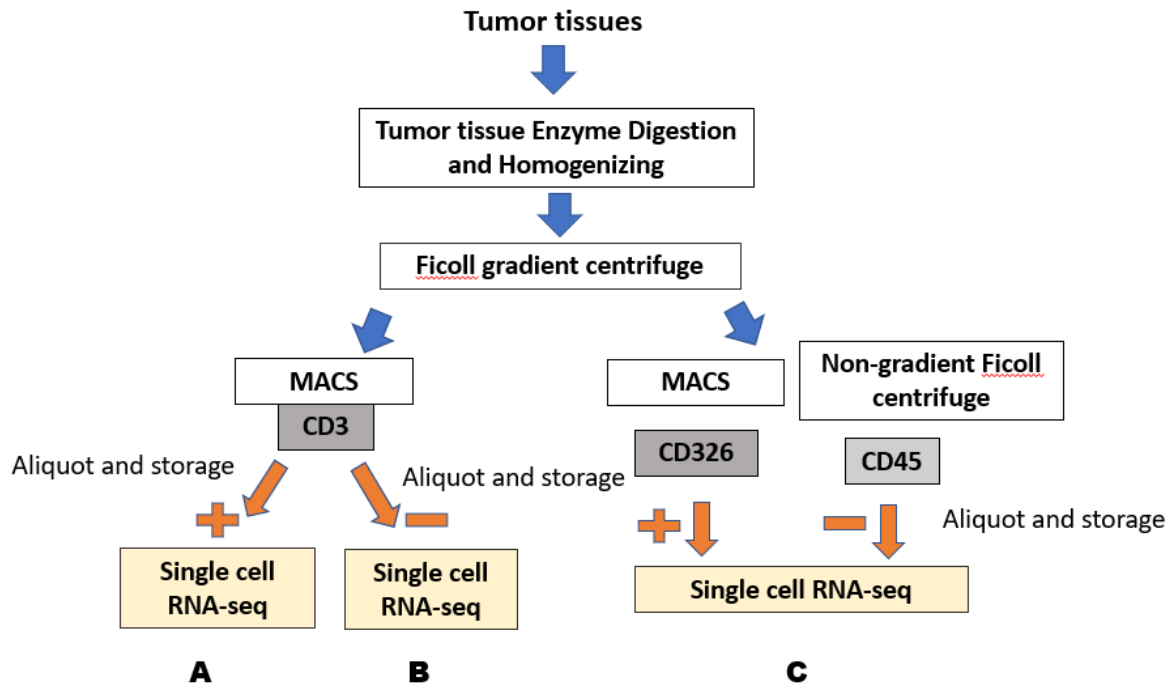 Tumor tissues
Tumor tissue Enzyme Digestion
and Homogenizing
Ficoll gradient centrifuge
MACS
CD3
MACS
Non-gradient Ficoll
centrifuge
CD326
CD45
Aliquot and storage
Aliquot and storage
Aliquot and storage
Single cell
RNA-seq
Single cell
RNA-seq
Single cell RNA-seq
A
B
C